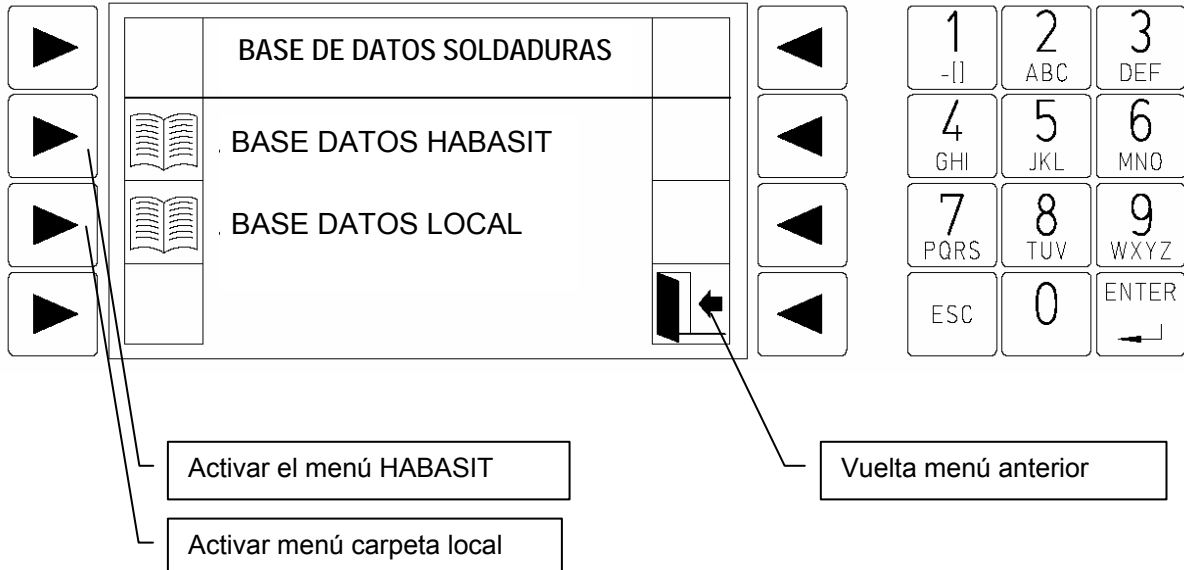 BASE DE DATOS SOLDADURAS
. BASE DATOS HABASIT
. BASE DATOS LOCAL
1 2 3
-[] ABC DEF
4 5 6
GHI JKL MNO
7 8 9
PQRS TUV WXYZ
ESC 0 ENTER
Activar el menú HABASIT
Vuelta menú anterior
Activar menú carpeta local